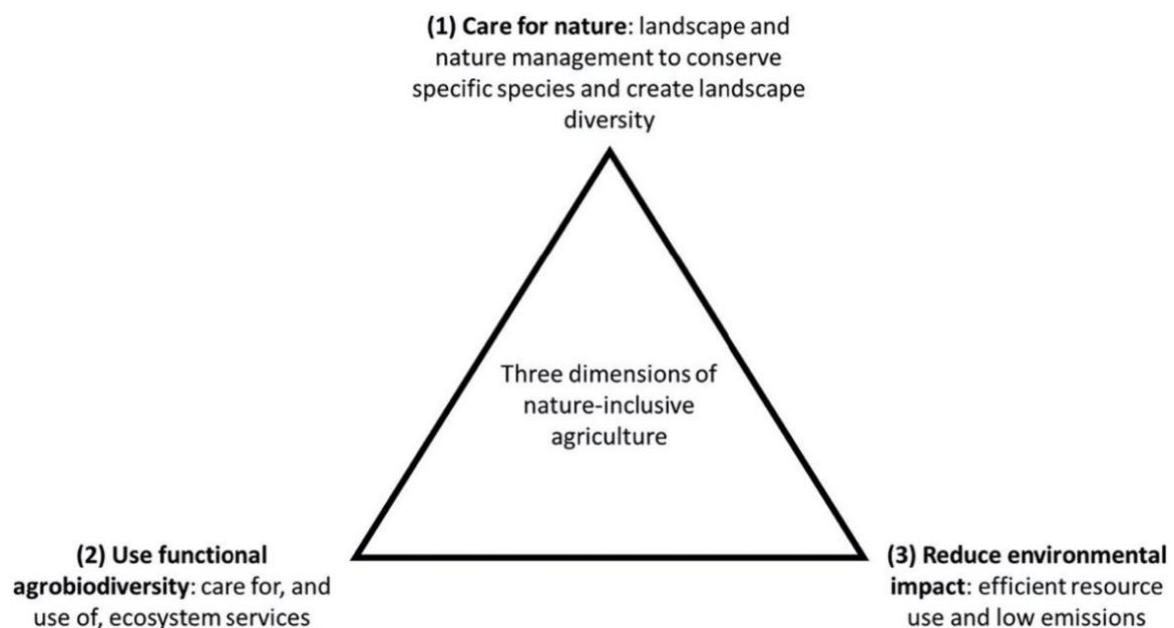 (1) Care for nature: landscape and
nature management to conserve
specific species and create landscape
diversity
Three dimensions of
nature-inclusive
agriculture
(2) Use functional
agrobiodiversity: care for, and
use of, ecosystem services
(3) Reduce environmental
impact: efficient resource
use and low emissions